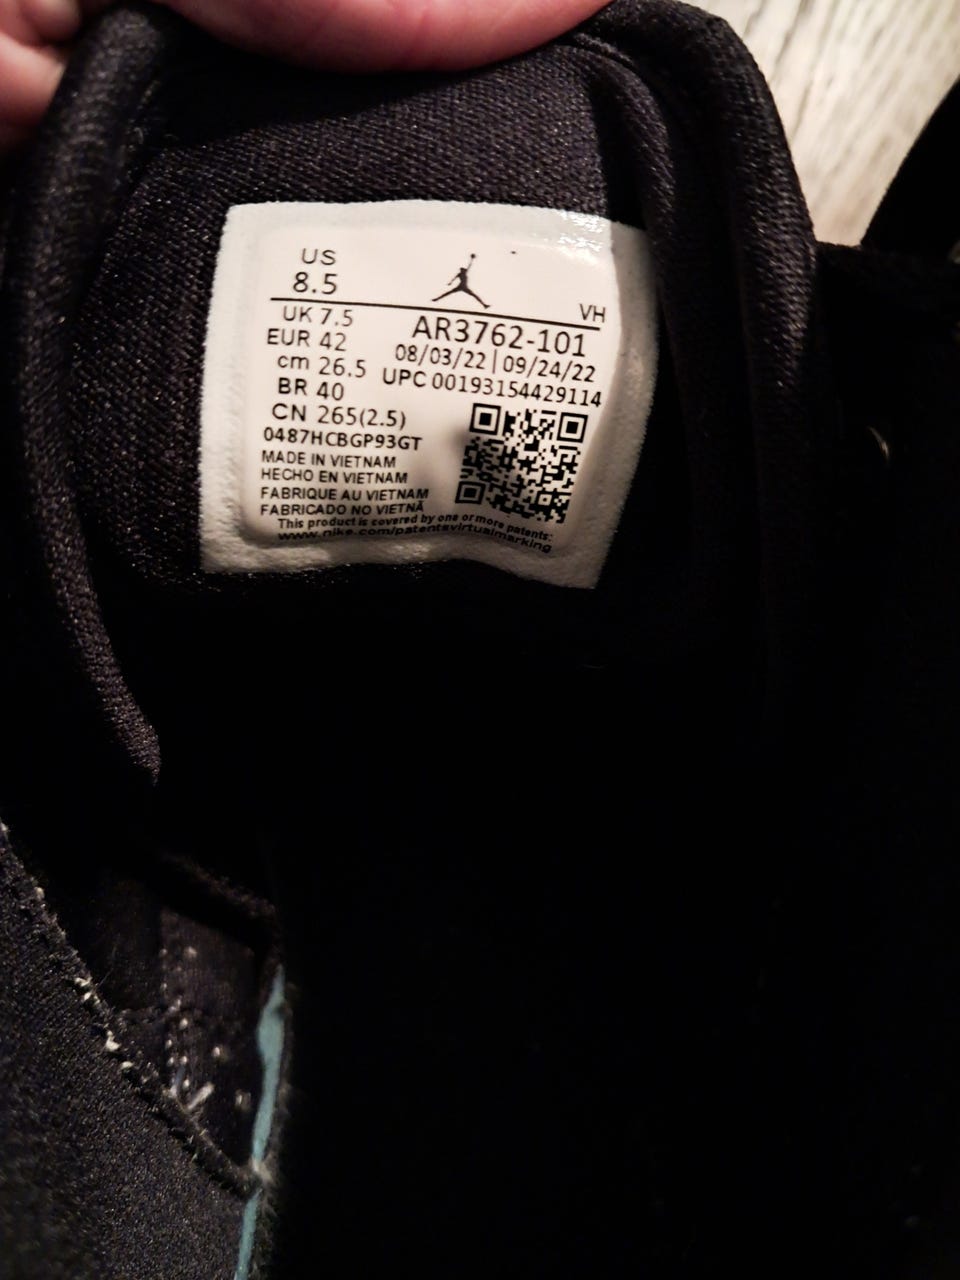 US
8.5
VH
UK 7.5
EUR 42
cm 26.5
BR 40
CN 265(2.5)
AR3762-101
08/03/22 | 09/24/22
UPC 00193154429114
0487HCBGP93GT
MADE IN VIETNAM
HECHO EN VIETNAM
FABRIQUE AU VIETNAM
FABRICADO NO VIETNÃ
This product is covered by one or more patents:
www.nike.com/patentsvirtualmarking